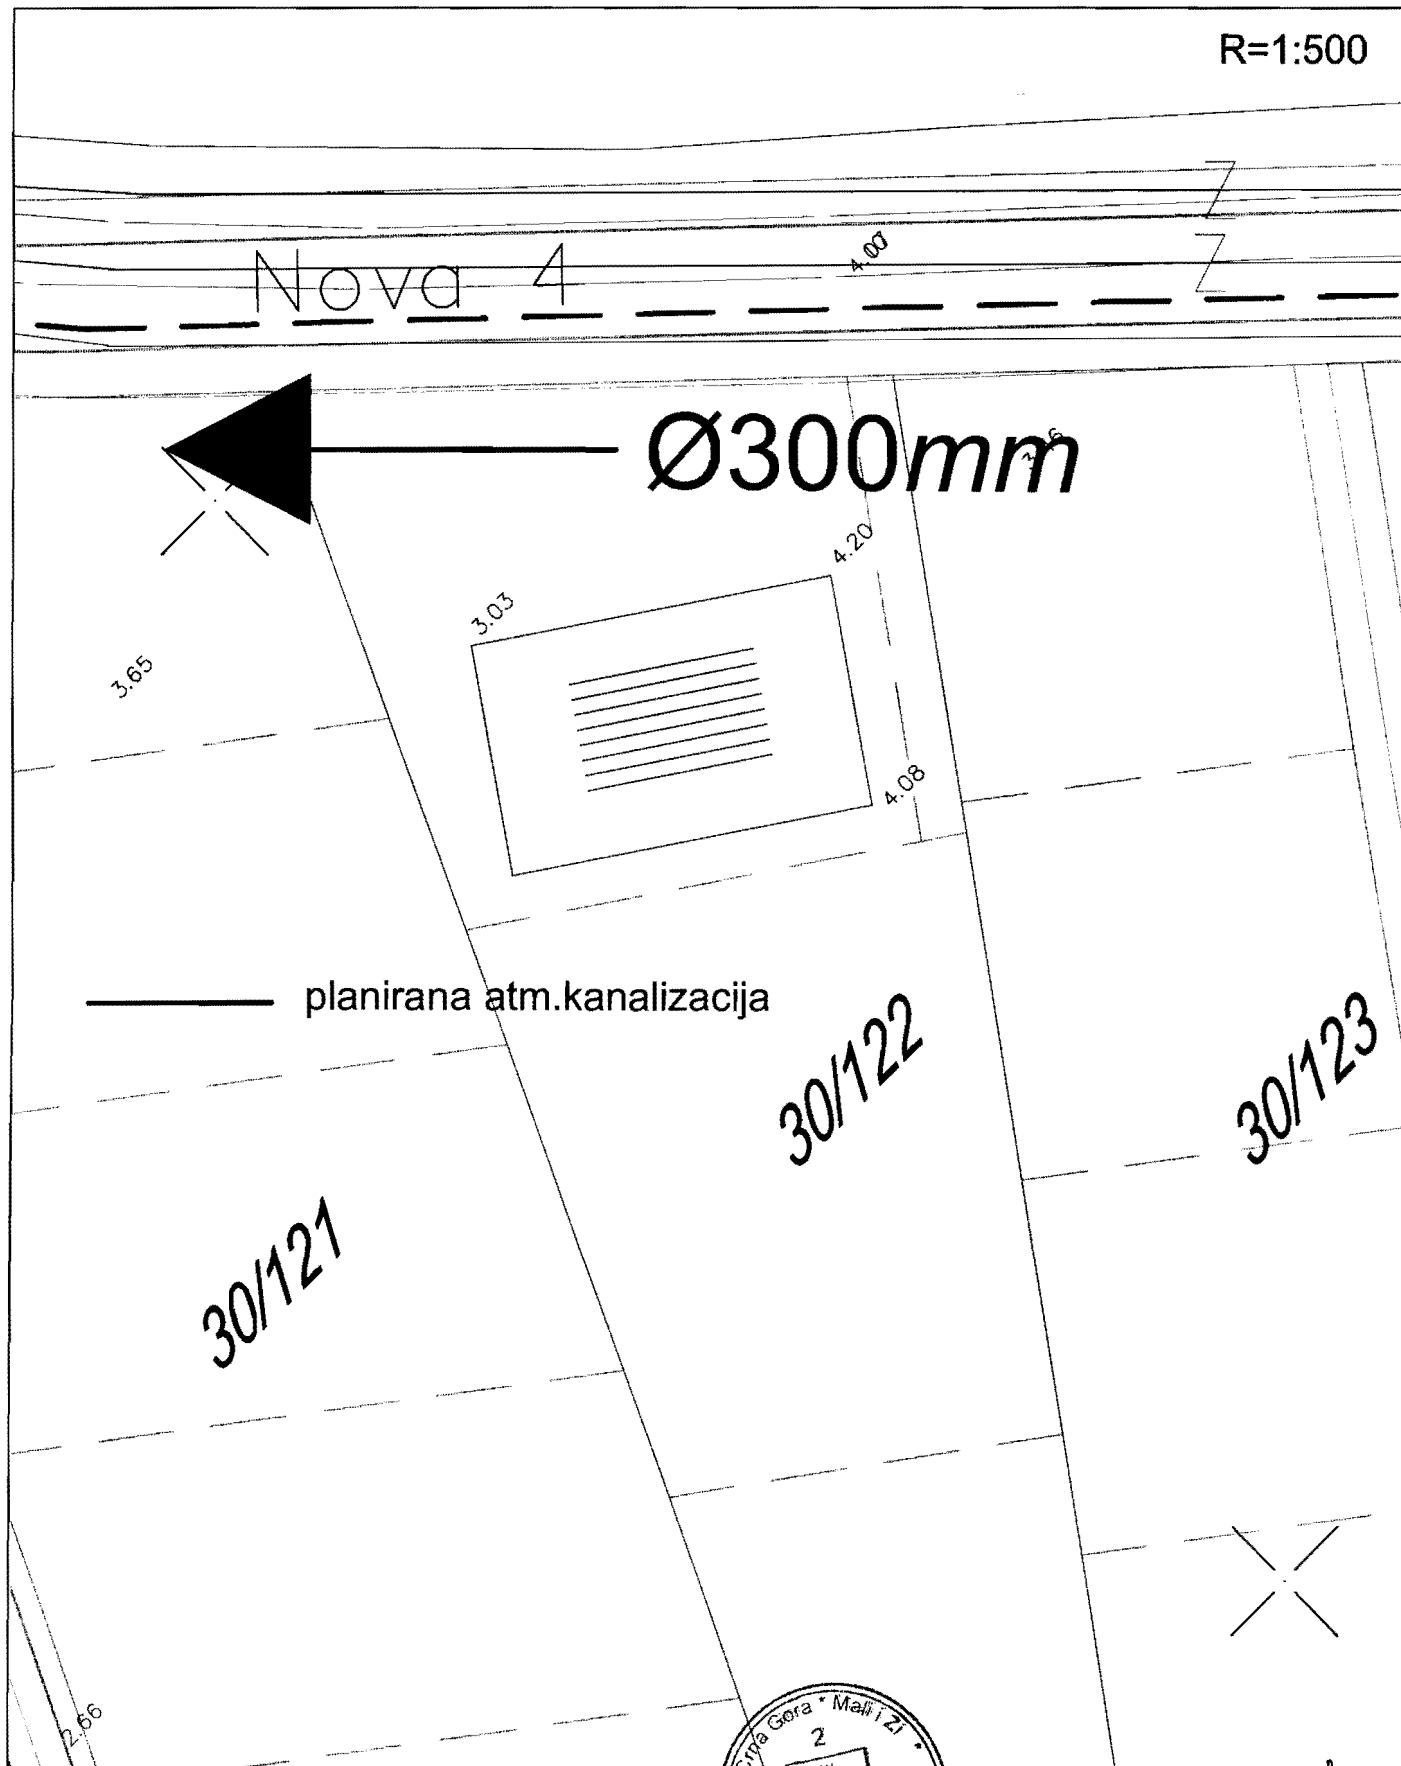 R=1:500
Z
Z
Nova 4
4.00
Ø300mm
4.20
3.03
3.65
4.08
planirana atm.kanalizacija
30/122
30/123
30/121
2.66
Crna Gora * Mali i Zi *
2